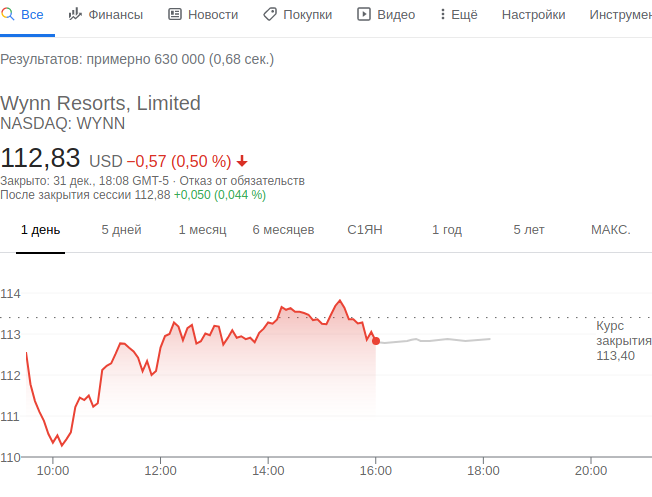 Все Финансы Новости Покупки Видео Ещё Настройки Инструмен
Результатов: примерно 630 000 (0,68 сек.)
Wynn Resorts, Limited
NASDAQ: WYNN
112,83 USD −0,57 (0,50 %)
Закрыто: 31 дек., 18:08 GMT-5 · Отказ от обязательств
После закрытия сессии 112,88 +0,050 (0,044 %)
1 день 5 дней 1 месяц 6 месяцев С1ЯН 1 год 5 лет МАКС.
114
113
112
111
110
Курс
закрытия
113,40
10:00 12:00 14:00 16:00 18:00 20:00